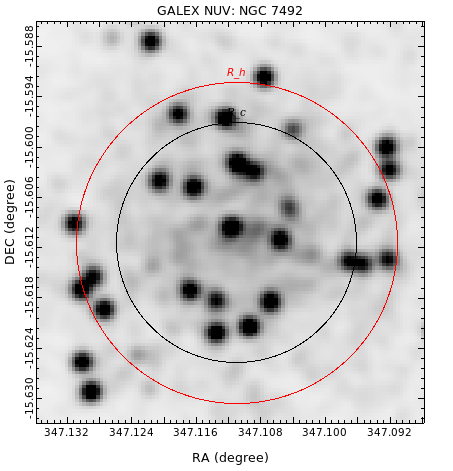 GALEX NUV: NGC 7492
R_h
R_c
DEC (degree)
-15.588
-15.594
-15.600
-15.606
-15.612
-15.618
-15.624
-15.630
347.132 347.124 347.116 347.108 347.100 347.092
RA (degree)